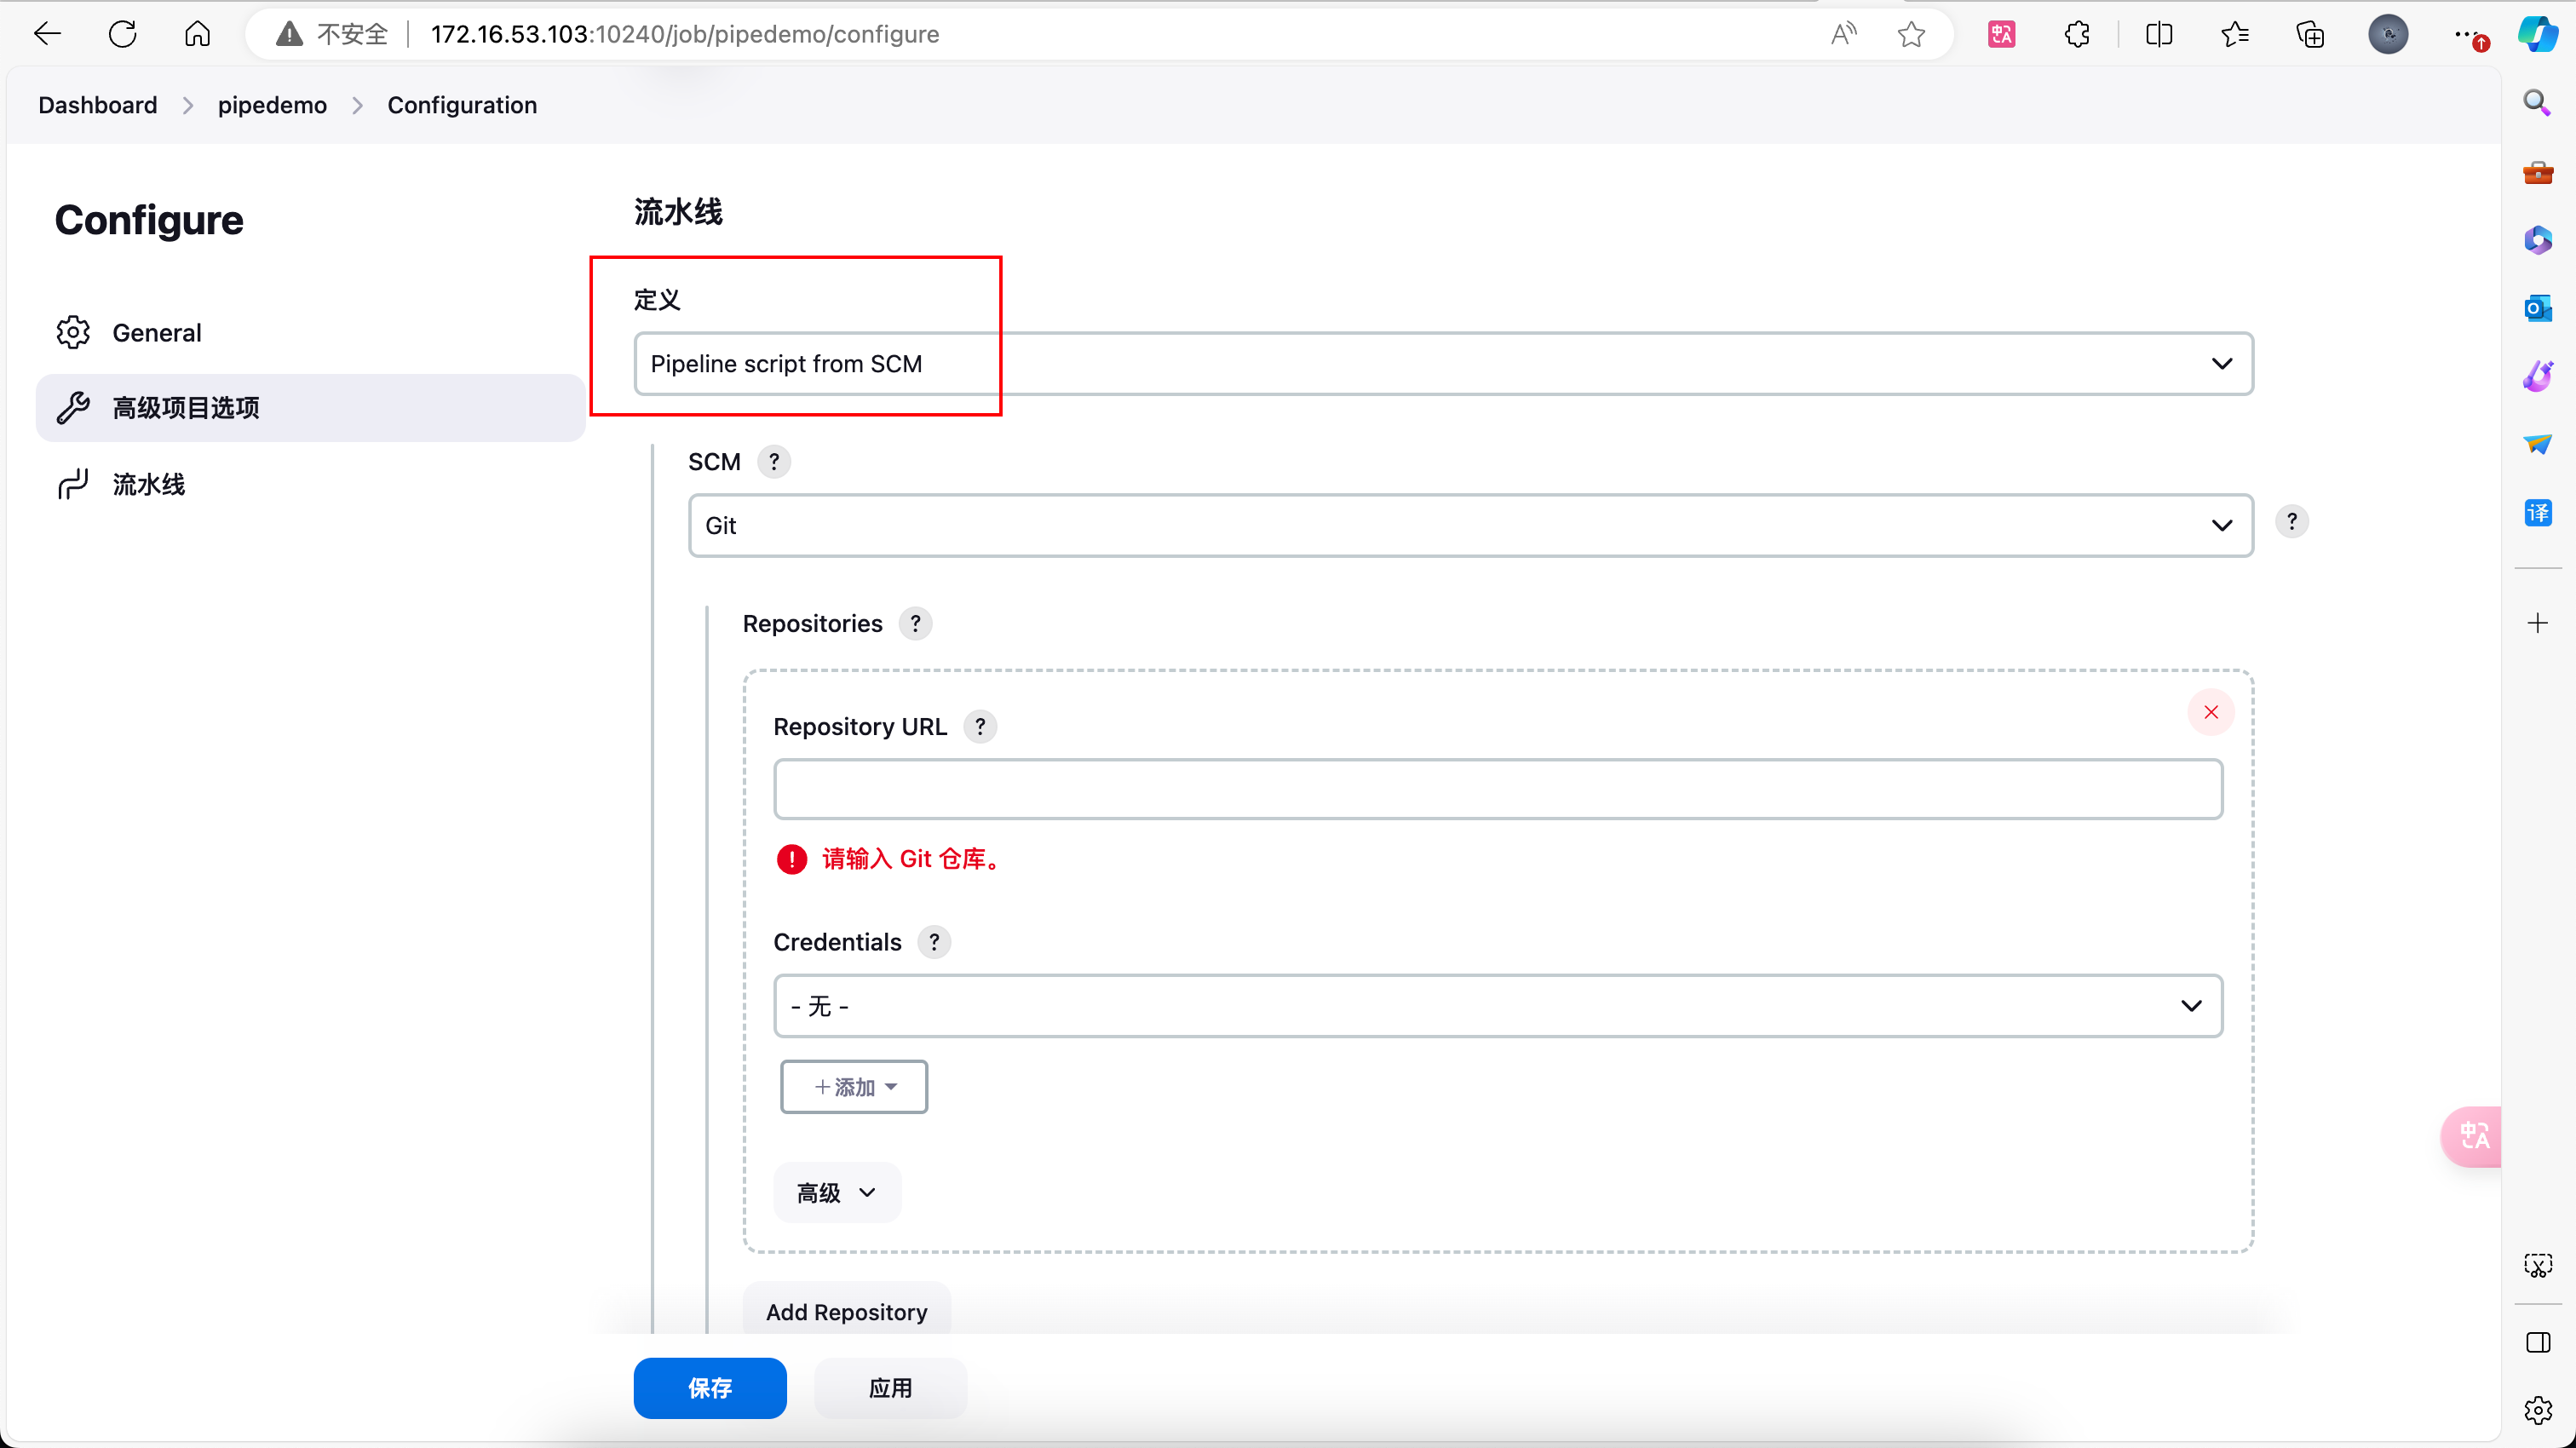 不安全 172.16.53.103:10240/job/pipedemo/configure
Dashboard > pipedemo > Configuration
Configure
General
高级项目选项
流水线
流水线
定义
Pipeline script from SCM
SCM ?
Git
?
Repositories ?
Repository URL ?
请输入 Git 仓库。
Credentials ?
- 无 -
+添加
高级
Add Repository
保存
应用
译